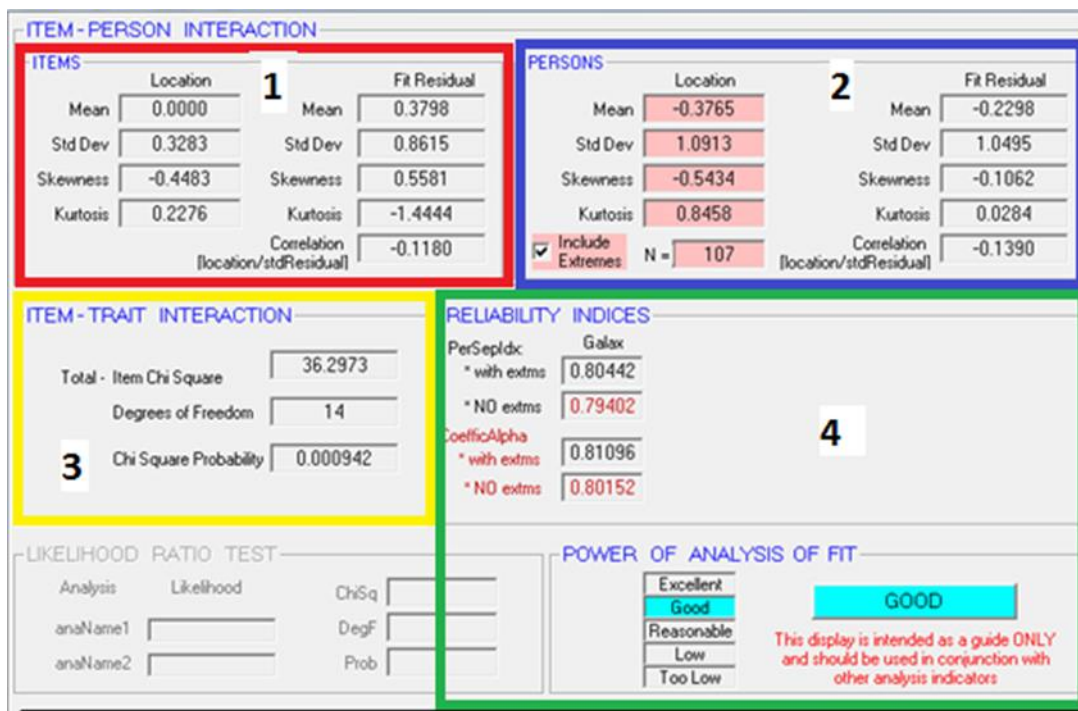 ITEM-PERSON INTERACTION
ITEMS
1
Location Fit Residual
Mean 0.0000 Mean 0.3798
Std Dev 0.3283 Std Dev 0.8615
Skewness -0.4483 Skewness 0.5581
Kurtosis 0.2276 Kurtosis -1.4444
Correlation
[location/stdResidual] -0.1180
PERSONS
2
Location Fit Residual
Mean -0.3765 Mean -0.2298
Std Dev 1.0913 Std Dev 1.0495
Skewness -0.5434 Skewness -0.1062
Kurtosis 0.8458 Kurtosis 0.0284
Include
Extremes N = 107
Correlation
[location/stdResidual] -0.1390
ITEM-TRAIT INTERACTION
Total - Item Chi Square 36.2973
Degrees of Freedom 14
Chi Square Probability 0.000942
3
RELIABILITY INDICES
PerSepIdx: Galax
* with extms 0.80442
* NO extms 0.79402
CoefficAlpha
* with extms 0.81096
* NO extms 0.80152
4
LIKELIHOOD RATIO TEST
Analysis Likelihood
ChiSq
anaName1
DegF
anaName2
Prob
POWER OF ANALYSIS OF FIT
Excellent
Good
Reasonable
Low
Too Low
GOOD
This display is intended as a guide ONLY
and should be used in conjunction with
other analysis indicators